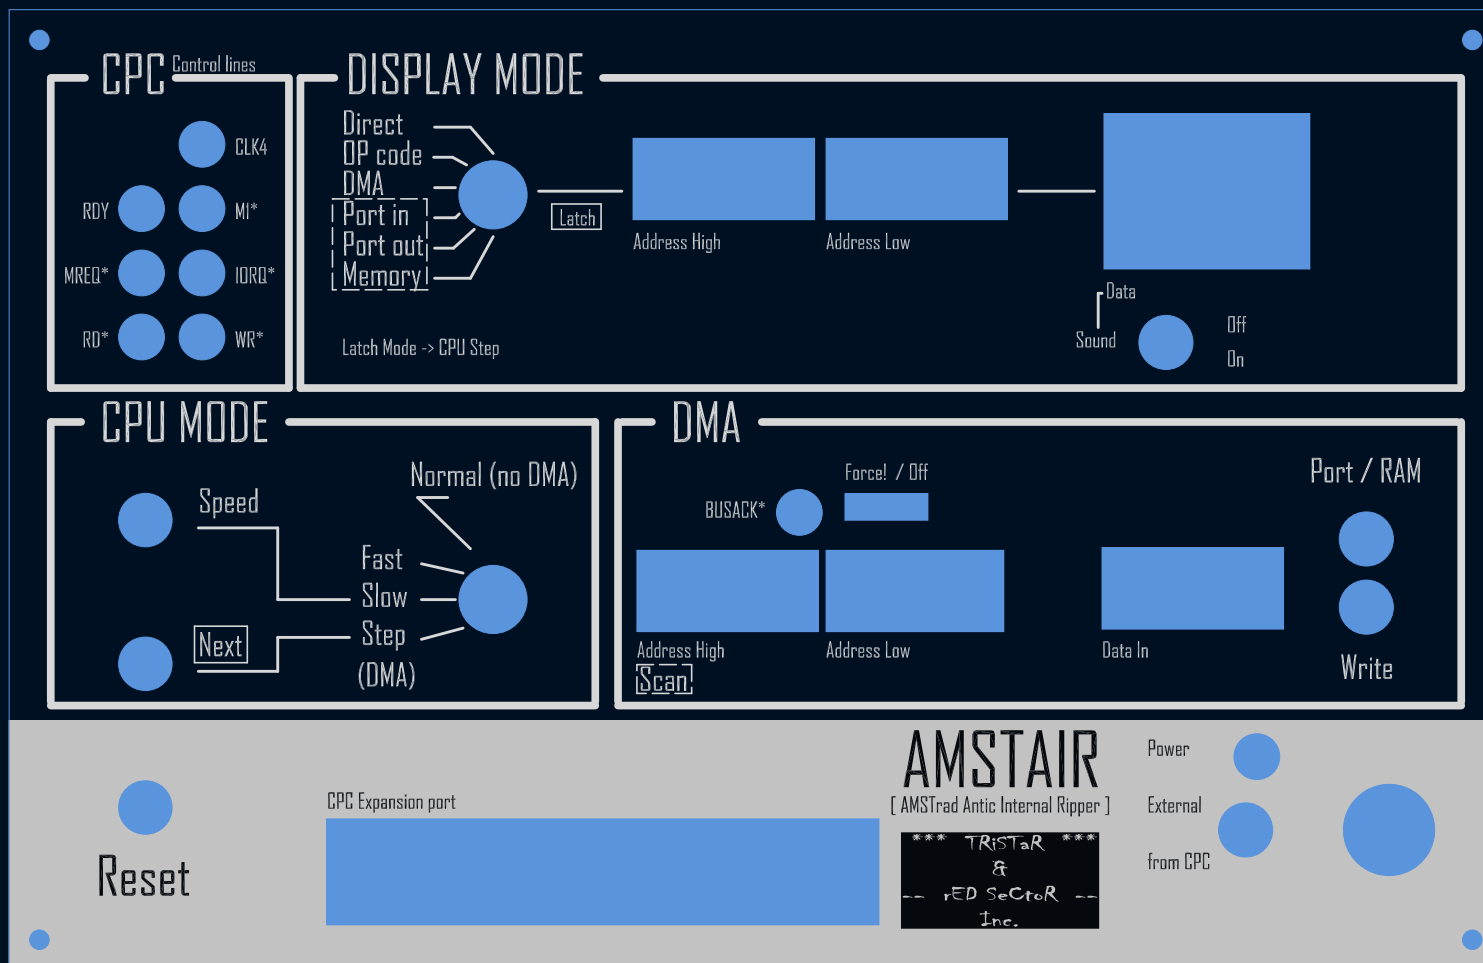 CPC Control lines
CLK4
RDY
M1*
MREQ*
IORQ*
RD*
WR*
DISPLAY MODE
Direct
OP code
DMA
Port in
Port out
Memory
Latch
Address High
Address Low
Data
Sound
Off
On
Latch Mode -> CPU Step
CPU MODE
Normal (no DMA)
Speed
Fast
Slow
Step
(DMA)
Next
DMA
Force! / Off
BUSACK*
Address High
Address Low
Scan
Data In
Port / RAM
Write
Reset
CPC Expansion port
AMSTAIR
[ AMSTrad Antic Internal Ripper ]
*** TRiSTaR ***
&
-- rED SeCtoR --
Inc.
Power
External
from CPC